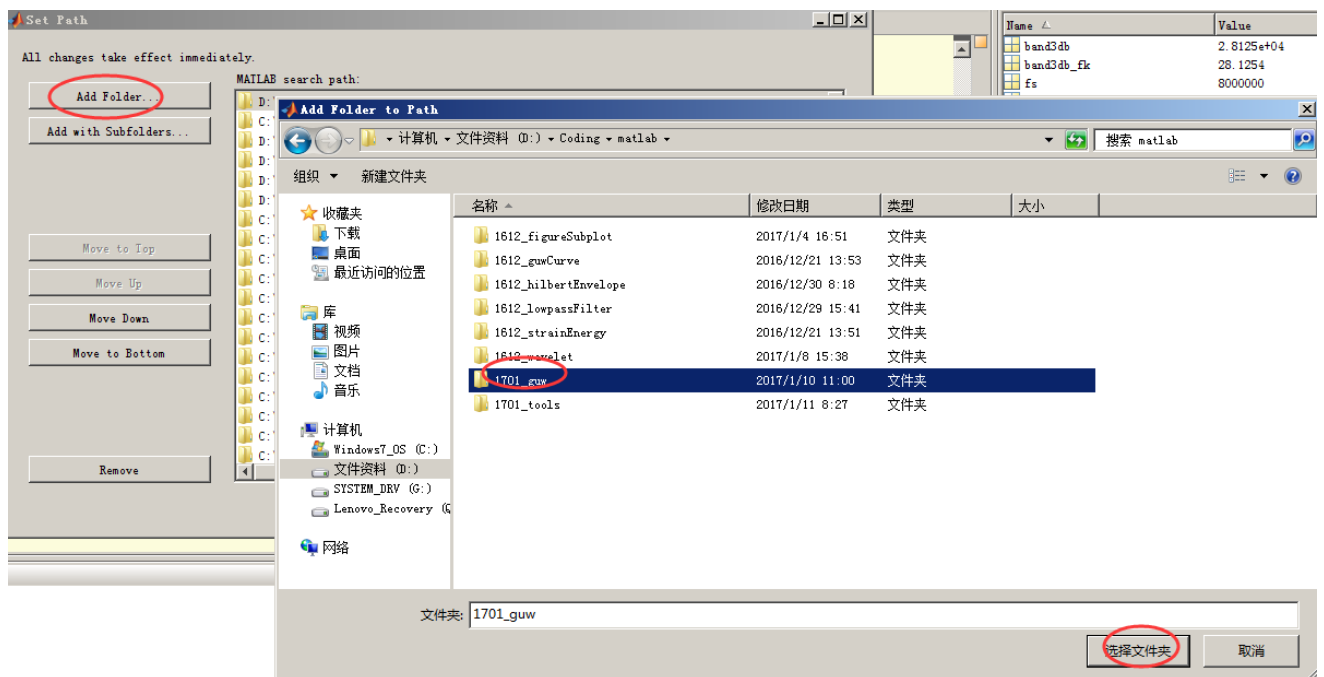 Set Path
All changes take effect immediately.
Add Folder...
Add with Subfolders...
Move to Top
Move Up
Move Down
Move to Bottom
Remove
MATLAB search path:
D:
C:
D:
D:
D:
D:
C:
C:
C:
C:
C:
C:
C:
C:
C:
C:
C:
C:
C:
Name
Value
band3db
2.8125e+04
band3db_fk
28.1254
fs
8000000
Add Folder to Path
计算机
文件资料 (D:)
Coding
matlab
搜索 matlab
组织
新建文件夹
收藏夹
下载
桌面
最近访问的位置
库
视频
图片
文档
音乐
计算机
Windows7_OS (C:)
文件资料 (D:)
SYSTEM_DRV (G:)
Lenovo_Recovery (Q
网络
名称 修改日期 类型 大小
1612_figureSubplot 2017/1/4 16:51 文件夹
1612_guwCurve 2016/12/21 13:53 文件夹
1612_hilbertEnvelope 2016/12/30 8:18 文件夹
1612_lowpassFilter 2016/12/29 15:41 文件夹
1612_strainEnergy 2016/12/21 13:51 文件夹
1612_wavelet 2017/1/8 15:38 文件夹
1701_guw 2017/1/10 11:00 文件夹
1701_tools 2017/1/11 8:27 文件夹
文件夹: 1701_guw
选择文件夹
取消